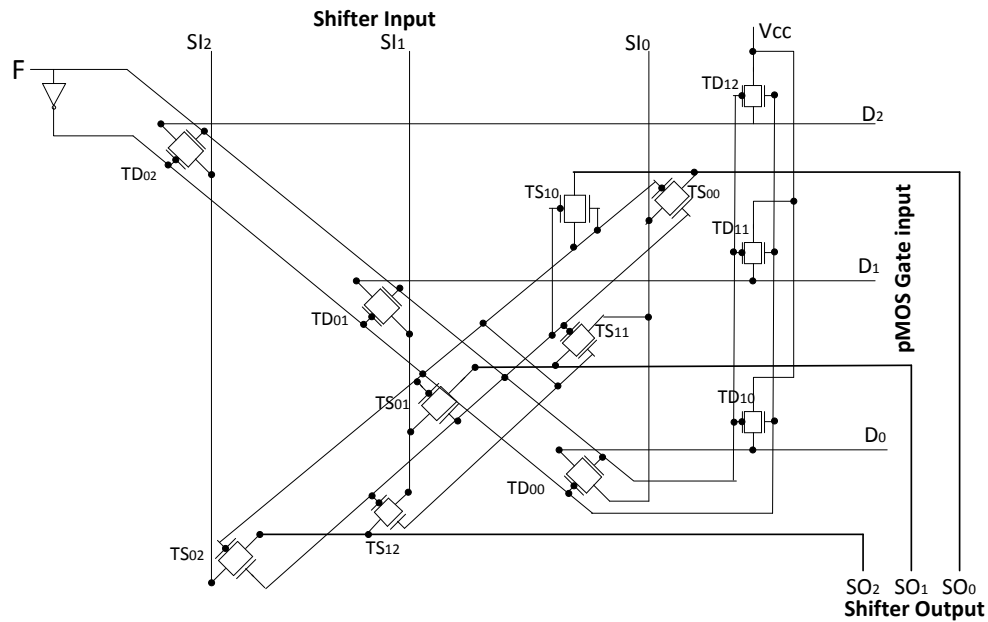 Shifter Input
SI2
SI1
SI0
Vcc
F
TD12
D2
TD02
TS10
TS00
TD11
D1
pMOS Gate input
TD01
TS11
TS01
TD10
D0
TD00
TS02
TS12
SO2
SO1
SO0
Shifter Output